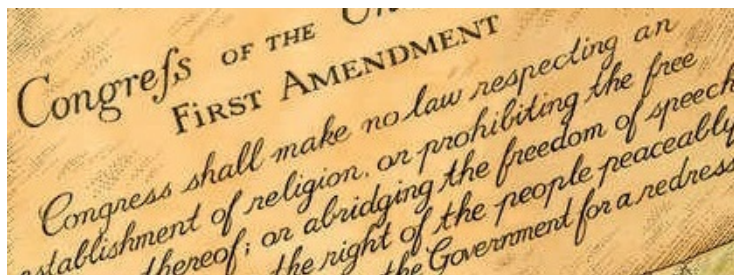 Congreſs OF THE
FIRST AMENDMENT
Congress shall make no law respecting an
establishment of religion, or prohibiting the free
thereof; or abridging the freedom of speech
the right of the people peaceably
the Government for a redress